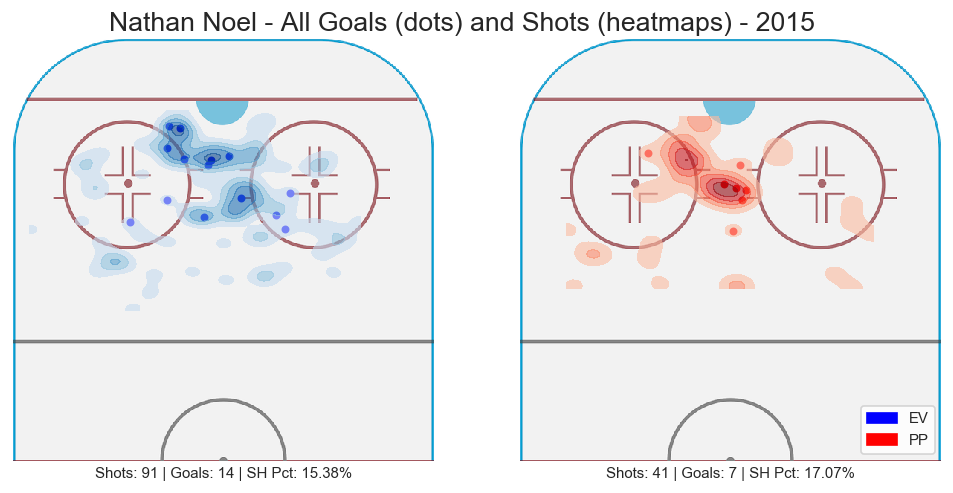 Nathan Noel - All Goals (dots) and Shots (heatmaps) - 2015
EV
PP
Shots: 91 | Goals: 14 | SH Pct: 15.38%
Shots: 41 | Goals: 7 | SH Pct: 17.07%